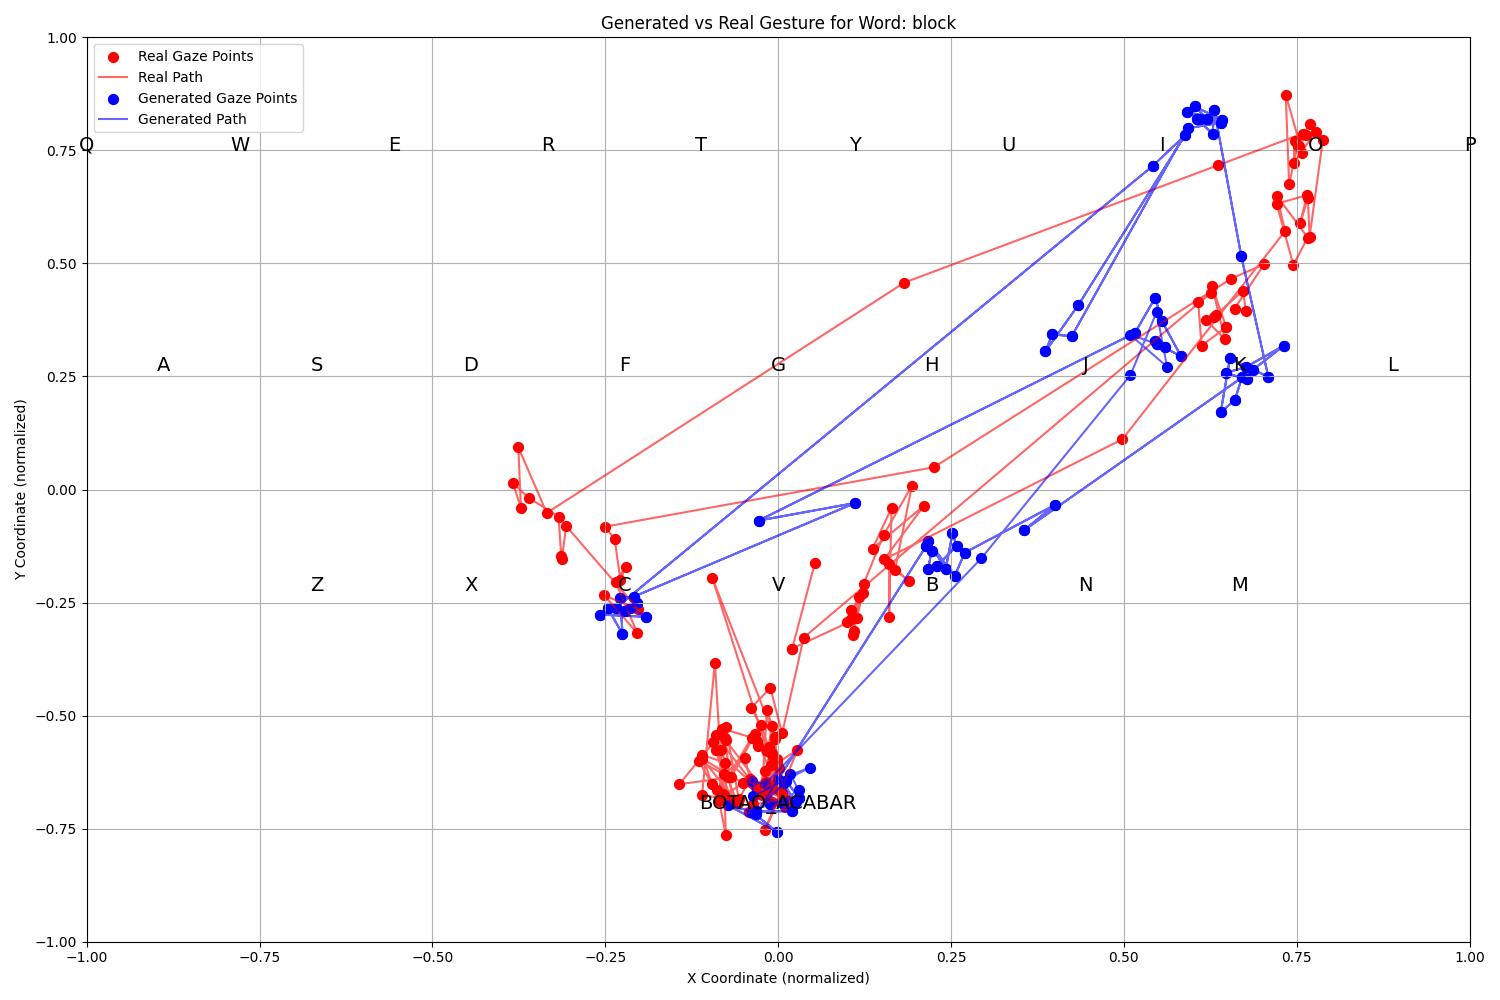 Generated vs Real Gesture for Word: block
Real Gaze Points
Real Path
Generated Gaze Points
Generated Path
Q W E R T Y U I O P
A S D F G H J K L
Z X C V B N M
BOTAO_ACABAR
1.00
0.75
0.50
0.25
0.00
−0.25
−0.50
−0.75
−1.00
Y Coordinate (normalized)
−1.00 −0.75 −0.50 −0.25 0.00 0.25 0.50 0.75 1.00
X Coordinate (normalized)